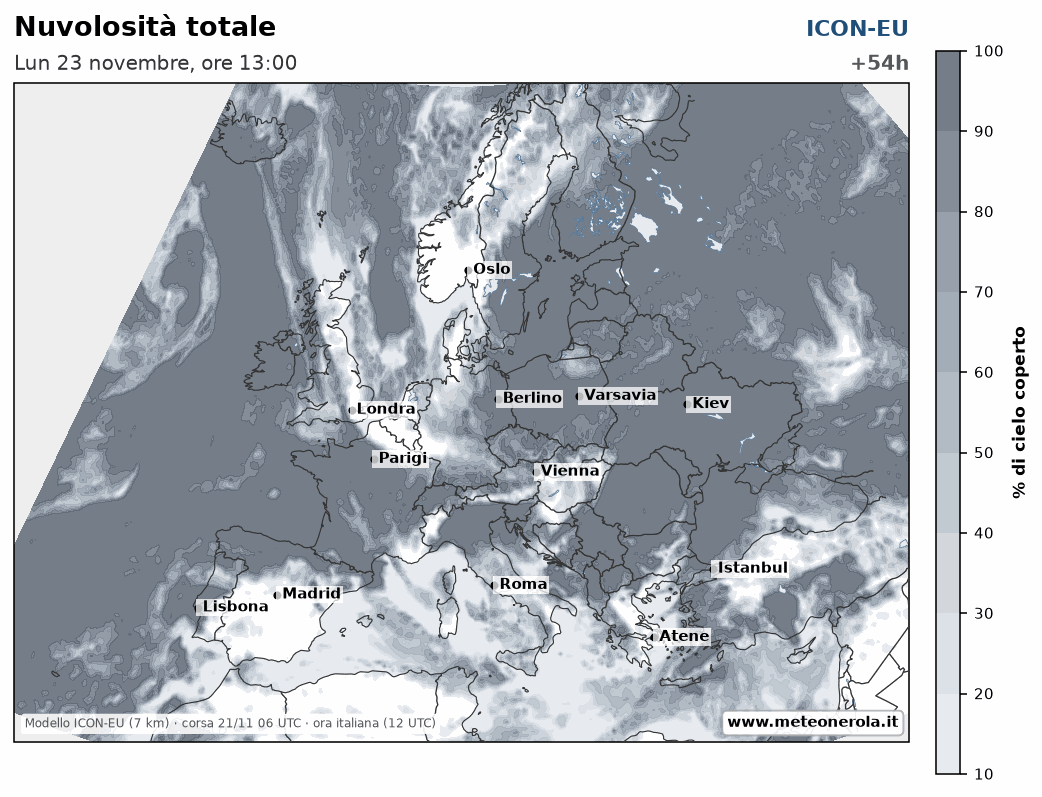 Nuvolosità totale
ICON-EU
Lun 23 novembre, ore 13:00
+54h
100
90
80
70
60
50
40
30
20
10
% di cielo coperto
Oslo
Berlino
Varsavia
Kiev
Londra
Parigi
Vienna
Istanbul
Roma
Madrid
Lisbona
Atene
Modello ICON-EU (7 km) · corsa 21/11 06 UTC · ora italiana (12 UTC)
www.meteonerola.it